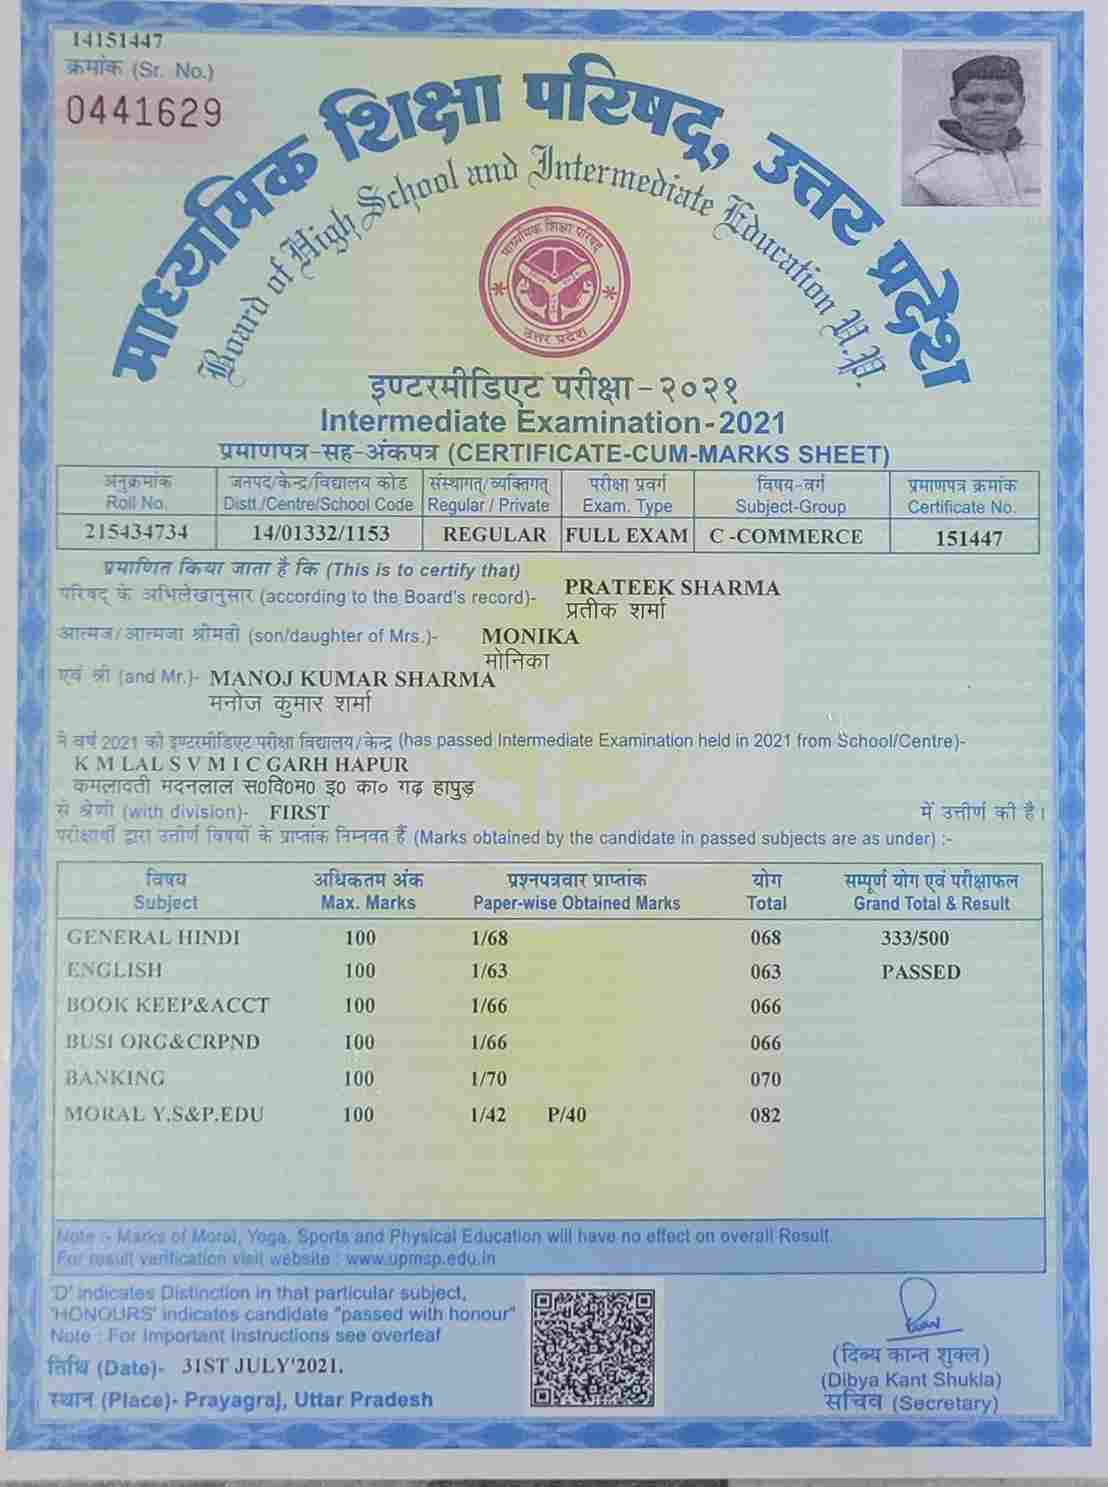 14151447
क्रमांक (Sr. No.)
0441629
माध्यमिक शिक्षा परिषद्, उत्तर प्रदेश
Board of High School and Intermediate Education U.P.
माध्यमिक शिक्षा परिषद्
उत्तर प्रदेश
इण्टरमीडिएट परीक्षा - २०२१
Intermediate Examination - 2021
प्रमाणपत्र-सह-अंकपत्र (CERTIFICATE-CUM-MARKS SHEET)
अनुक्रमांक जनपद/केन्द्र/विद्यालय कोड संस्थागत/व्यक्तिगत परीक्षा प्रवर्ग विषय-वर्ग प्रमाणपत्र क्रमांक
Roll No. Distt./Centre/School Code Regular / Private Exam. Type Subject-Group Certificate No.
215434734 14/01332/1153 REGULAR FULL EXAM C -COMMERCE 151447
प्रमाणित किया जाता है कि (This is to certify that)
परिषद् के अभिलेखानुसार (according to the Board's record)- PRATEEK SHARMA
प्रतीक शर्मा
आत्मज/आत्मजा श्रीमती (son/daughter of Mrs.)- MONIKA
मोनिका
एवं श्री (and Mr.)- MANOJ KUMAR SHARMA
मनोज कुमार शर्मा
ने वर्ष 2021 की इण्टरमीडिएट परीक्षा विद्यालय/केन्द्र (has passed Intermediate Examination held in 2021 from School/Centre)-
K M LAL S V M I C GARH HAPUR
कमलावती मदनलाल स०वि०म० इ० का० गढ़ हापुड़
से श्रेणी (with division)- FIRST में उत्तीर्ण की है।
परीक्षार्थी द्वारा उत्तीर्ण विषयों के प्राप्तांक निम्नवत हैं (Marks obtained by the candidate in passed subjects are as under) :-
विषय अधिकतम अंक प्रश्नपत्रवार प्राप्तांक योग सम्पूर्ण योग एवं परीक्षाफल
Subject Max. Marks Paper-wise Obtained Marks Total Grand Total & Result
GENERAL HINDI 100 1/68 068 333/500
ENGLISH 100 1/63 063 PASSED
BOOK KEEP&ACCT 100 1/66 066
BUSI ORG&CRPND 100 1/66 066
BANKING 100 1/70 070
MORAL Y,S&P.EDU 100 1/42 P/40 082
Note :- Marks of Moral, Yoga, Sports and Physical Education will have no effect on overall Result.
For result verification visit website : www.upmsp.edu.in
'D' indicates Distinction in that particular subject,
'HONOURS' indicates candidate "passed with honour"
Note : For Important Instructions see overleaf
तिथि (Date)- 31ST JULY'2021.
स्थान (Place)- Prayagraj, Uttar Pradesh
(दिव्य कान्त शुक्ल)
(Dibya Kant Shukla)
सचिव (Secretary)